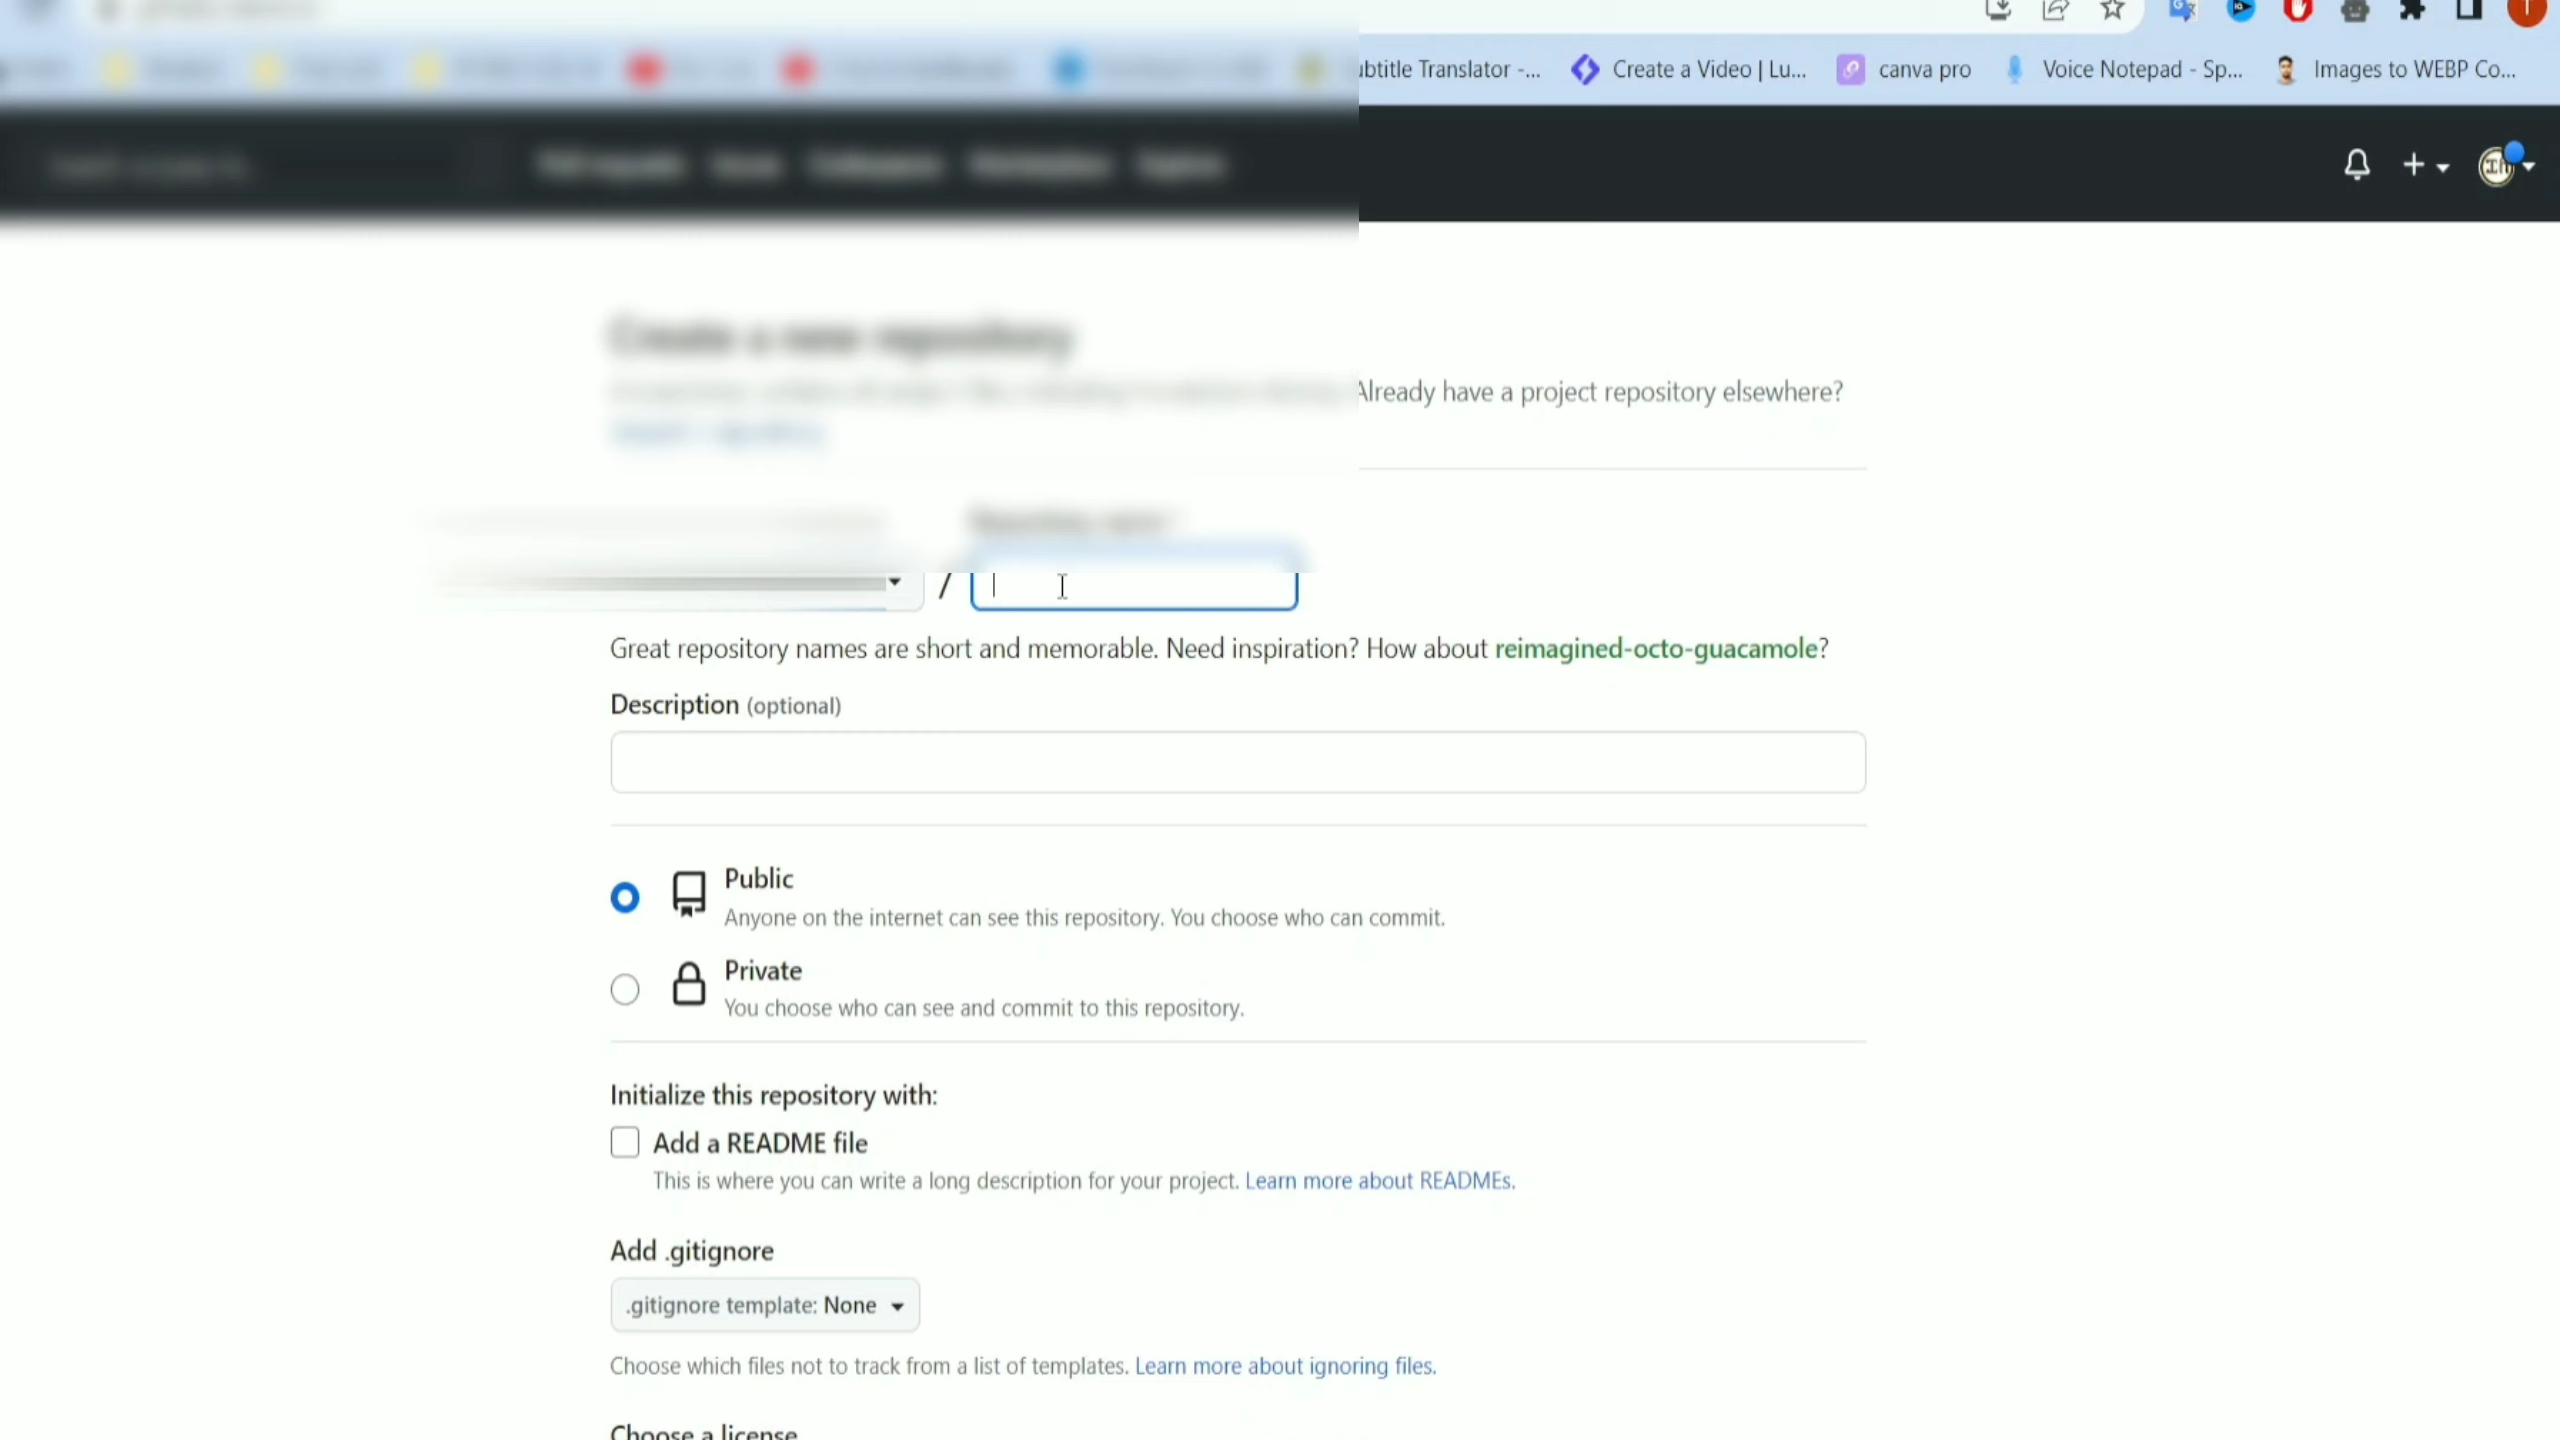 ubtitle Translator -... Create a Video | Lu... canva pro Voice Notepad - Sp... Images to WEBP Co...
Create a new repository
Already have a project repository elsewhere?
/
Great repository names are short and memorable. Need inspiration? How about reimagined-octo-guacamole?
Description (optional)
Public
Anyone on the internet can see this repository. You choose who can commit.
Private
You choose who can see and commit to this repository.
Initialize this repository with:
Add a README file
This is where you can write a long description for your project. Learn more about READMEs.
Add .gitignore
.gitignore template: None
Choose which files not to track from a list of templates. Learn more about ignoring files.
Choose a license